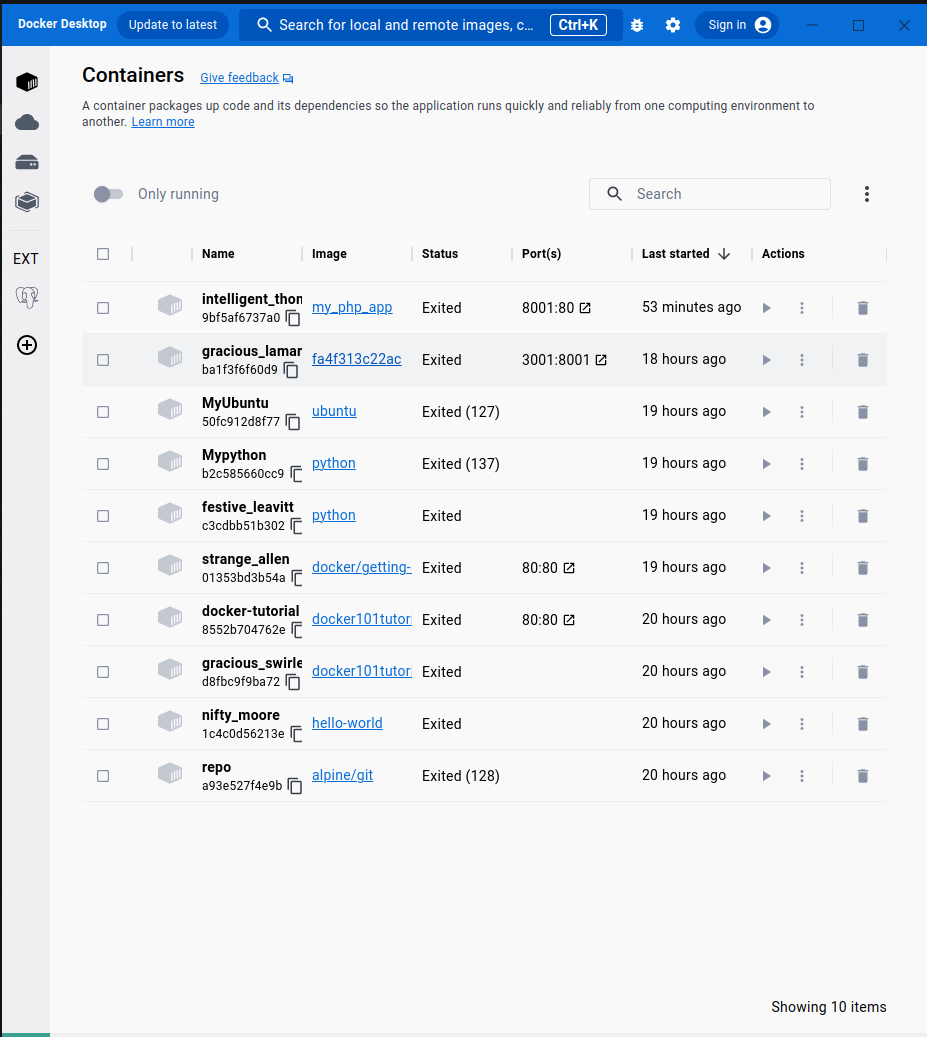 Docker Desktop Update to latest Search for local and remote images, c... Ctrl+K Sign in
Containers Give feedback
A container packages up code and its dependencies so the application runs quickly and reliably from one computing environment to
another. Learn more
Only running Search
EXT
Name Image Status Port(s) Last started Actions
intelligent_thon my_php_app Exited 8001:80 53 minutes ago
9bf5af6737a0
gracious_lamar fa4f313c22ac Exited 3001:8001 18 hours ago
ba1f3f6f60d9
MyUbuntu ubuntu Exited (127) 19 hours ago
50fc912d8f77
Mypython python Exited (137) 19 hours ago
b2c585660cc9
festive_leavitt python Exited 19 hours ago
c3cdbb51b302
strange_allen docker/getting- Exited 80:80 19 hours ago
01353bd3b54a
docker-tutorial docker101tutori Exited 80:80 20 hours ago
8552b704762e
gracious_swirle docker101tutori Exited 20 hours ago
d8fbc9f9ba72
nifty_moore hello-world Exited 20 hours ago
1c4c0d56213e
repo alpine/git Exited (128) 20 hours ago
a93e527f4e9b
Showing 10 items